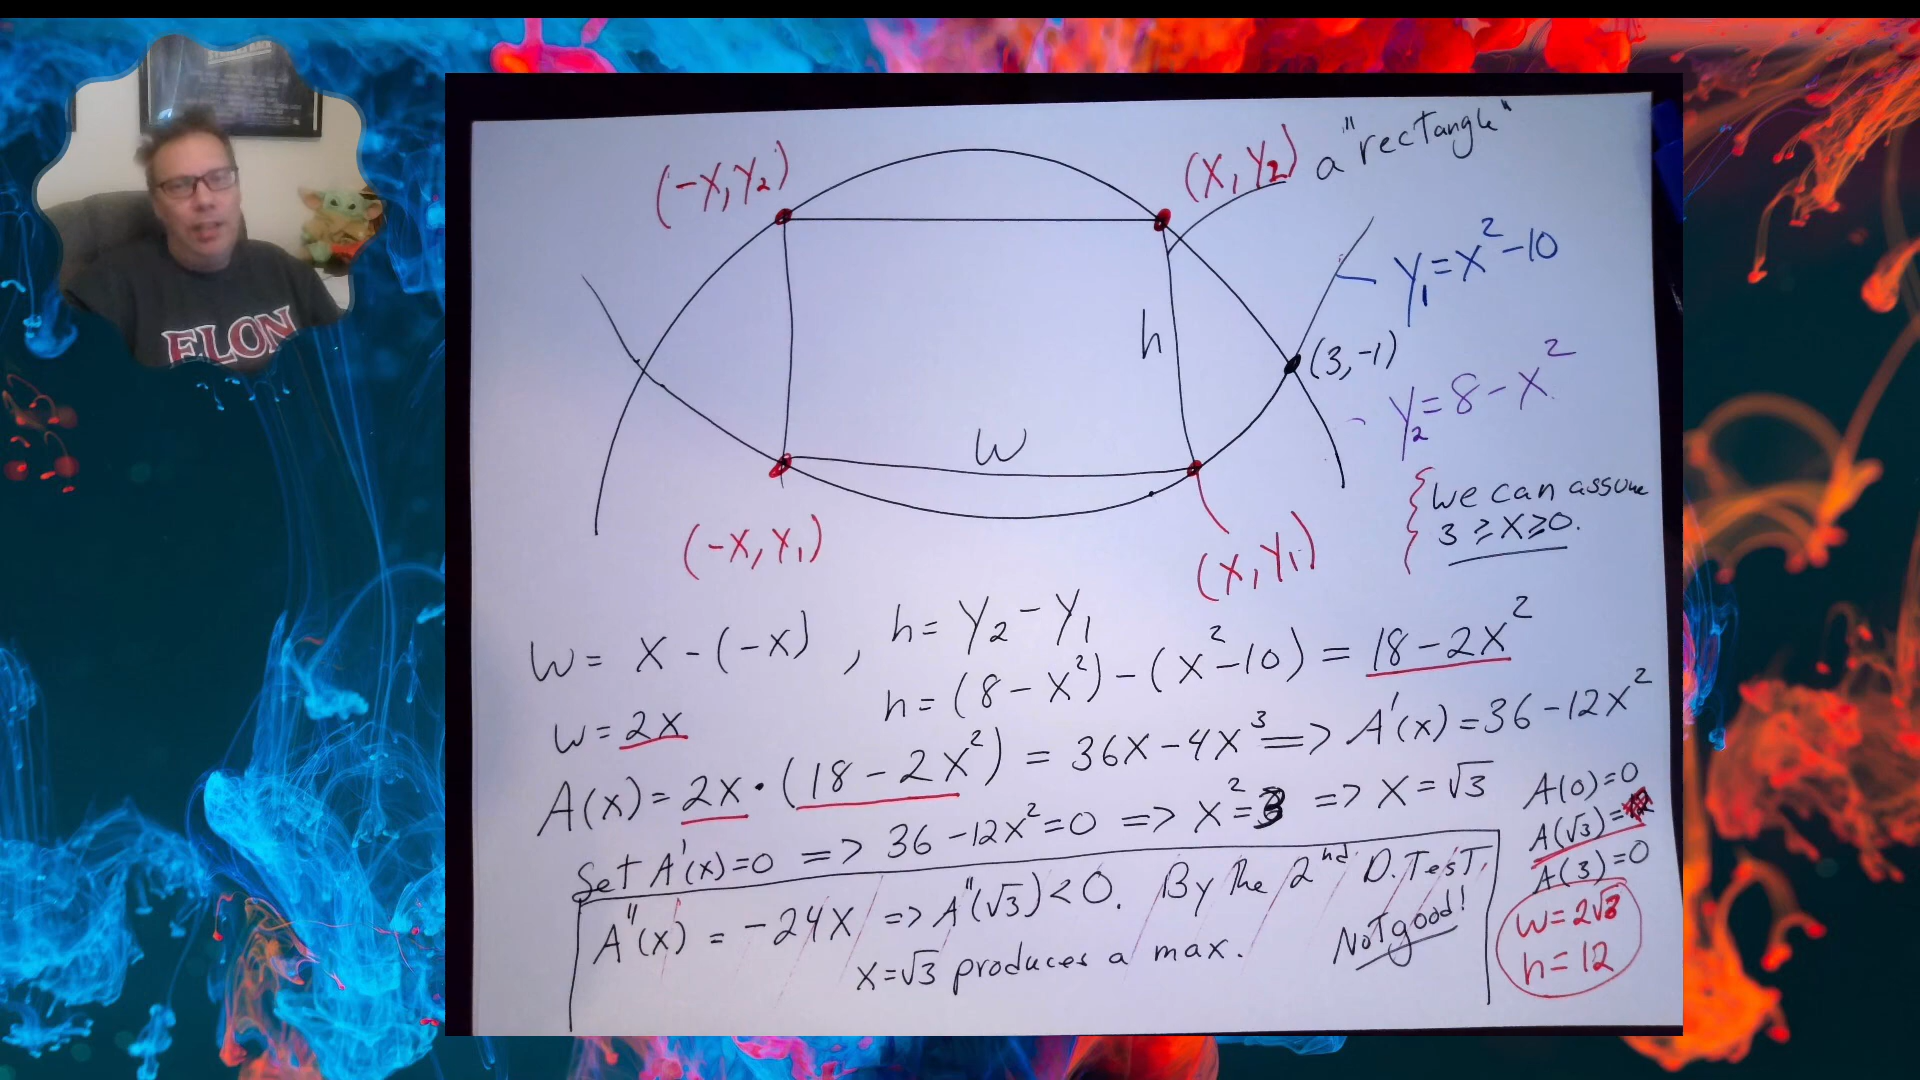 a "rectangle"
(-x, y₂)
(x, y₂)
y₁ = x² - 10
h
(3, -1)
y₂ = 8 - x²
w
{ we can assume
3 ≥ x ≥ 0.
(-x, y₁)
(x, y₁)
w = x - (-x) , h = y₂ - y₁
h = (8 - x²) - (x² - 10) = 18 - 2x²
w = 2x
A(x) = 2x · (18 - 2x²) = 36x - 4x³ => A'(x) = 36 - 12x²
Set A'(x) = 0 => 36 - 12x² = 0 => x² = 3 => x = √3
A(0) = 0
A(√3) =
A(3) = 0
A''(x) = -24x => A''(√3) < 0. By the 2nd D. Test,
x = √3 produces a max.
Not good!
w = 2√3
h = 12
ELON